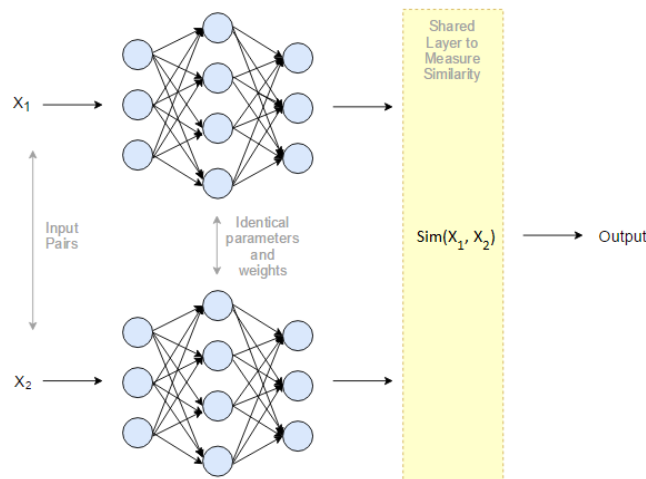 Shared
Layer to
Measure
Similarity
X₁
Input
Pairs
Identical
parameters
and
weights
Sim(X₁, X₂)
Output
X₂